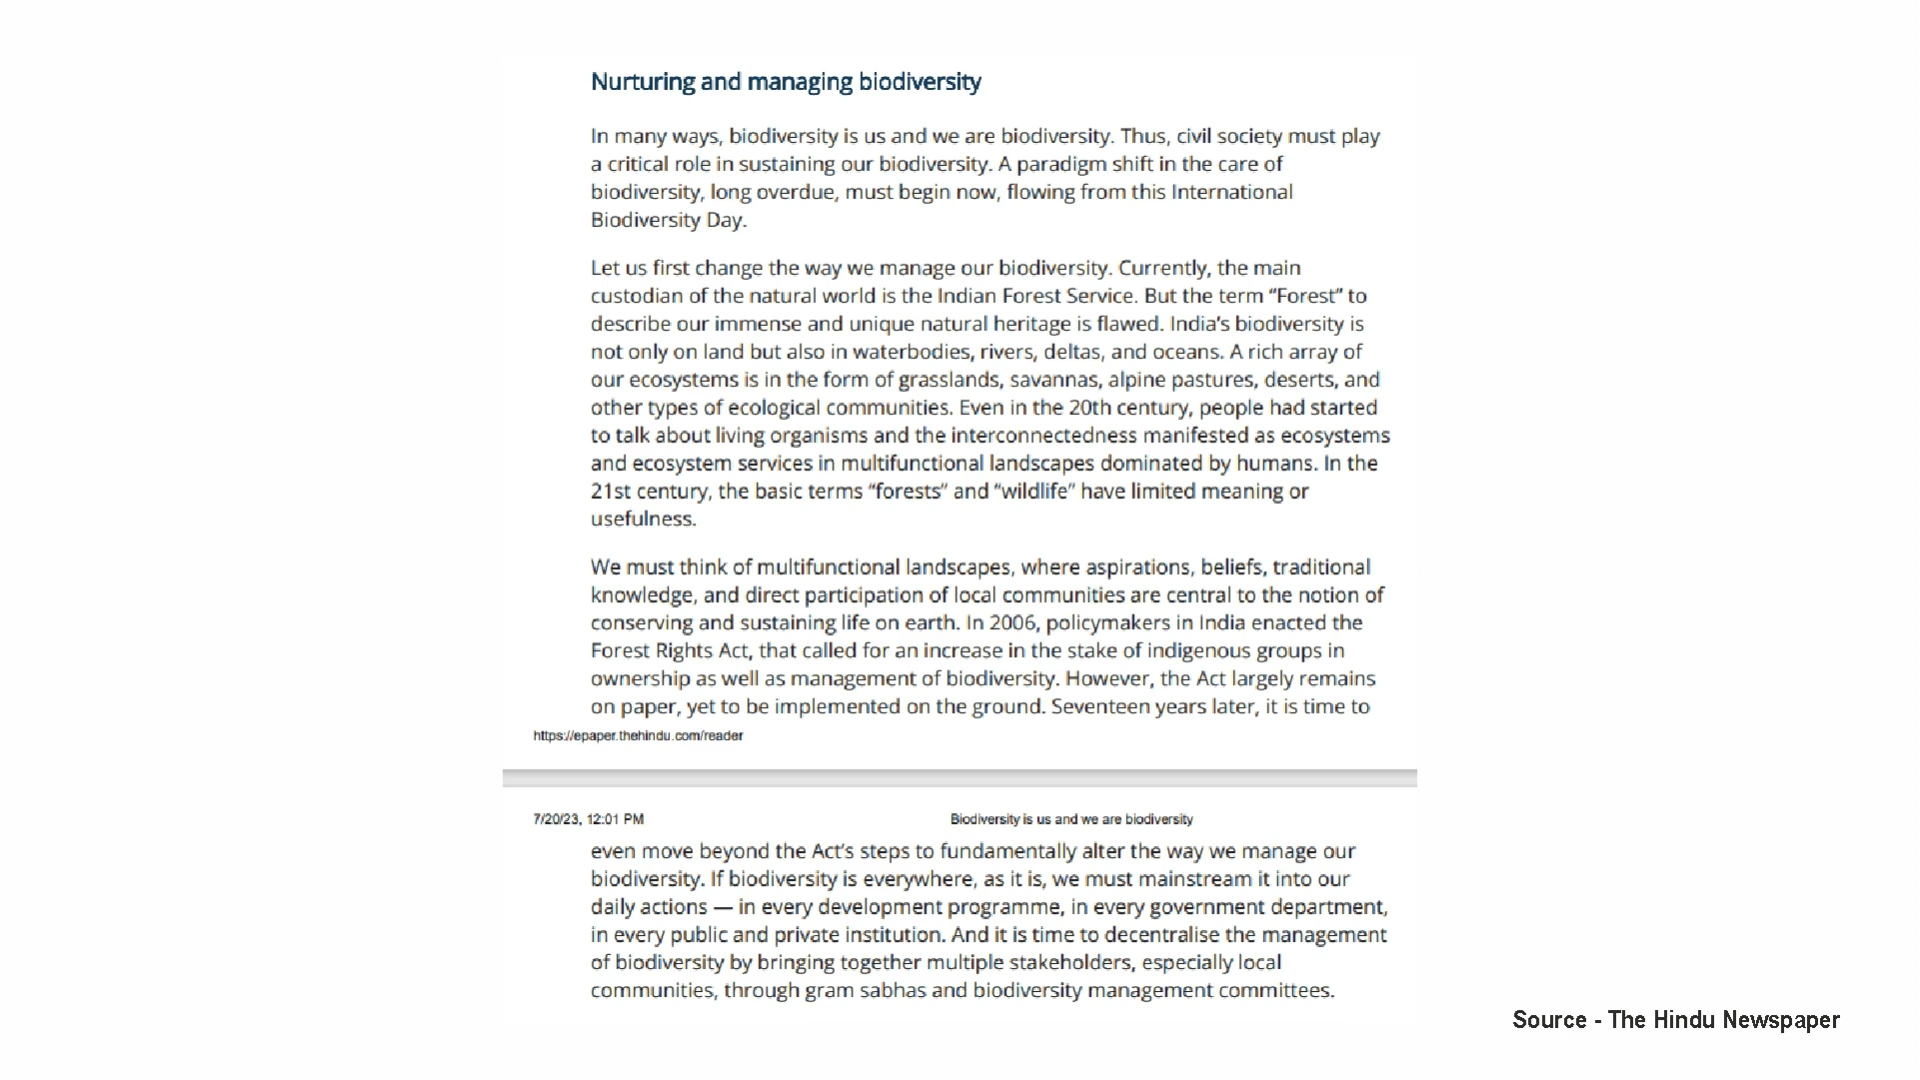 Nurturing and managing biodiversity
In many ways, biodiversity is us and we are biodiversity. Thus, civil society must play
a critical role in sustaining our biodiversity. A paradigm shift in the care of
biodiversity, long overdue, must begin now, flowing from this International
Biodiversity Day.
Let us first change the way we manage our biodiversity. Currently, the main
custodian of the natural world is the Indian Forest Service. But the term “Forest” to
describe our immense and unique natural heritage is flawed. India’s biodiversity is
not only on land but also in waterbodies, rivers, deltas, and oceans. A rich array of
our ecosystems is in the form of grasslands, savannas, alpine pastures, deserts, and
other types of ecological communities. Even in the 20th century, people had started
to talk about living organisms and the interconnectedness manifested as ecosystems
and ecosystem services in multifunctional landscapes dominated by humans. In the
21st century, the basic terms “forests” and “wildlife” have limited meaning or
usefulness.
We must think of multifunctional landscapes, where aspirations, beliefs, traditional
knowledge, and direct participation of local communities are central to the notion of
conserving and sustaining life on earth. In 2006, policymakers in India enacted the
Forest Rights Act, that called for an increase in the stake of indigenous groups in
ownership as well as management of biodiversity. However, the Act largely remains
on paper, yet to be implemented on the ground. Seventeen years later, it is time to
https://epaper.thehindu.com/reader
7/20/23, 12:01 PM Biodiversity is us and we are biodiversity
even move beyond the Act’s steps to fundamentally alter the way we manage our
biodiversity. If biodiversity is everywhere, as it is, we must mainstream it into our
daily actions — in every development programme, in every government department,
in every public and private institution. And it is time to decentralise the management
of biodiversity by bringing together multiple stakeholders, especially local
communities, through gram sabhas and biodiversity management committees.
Source - The Hindu Newspaper